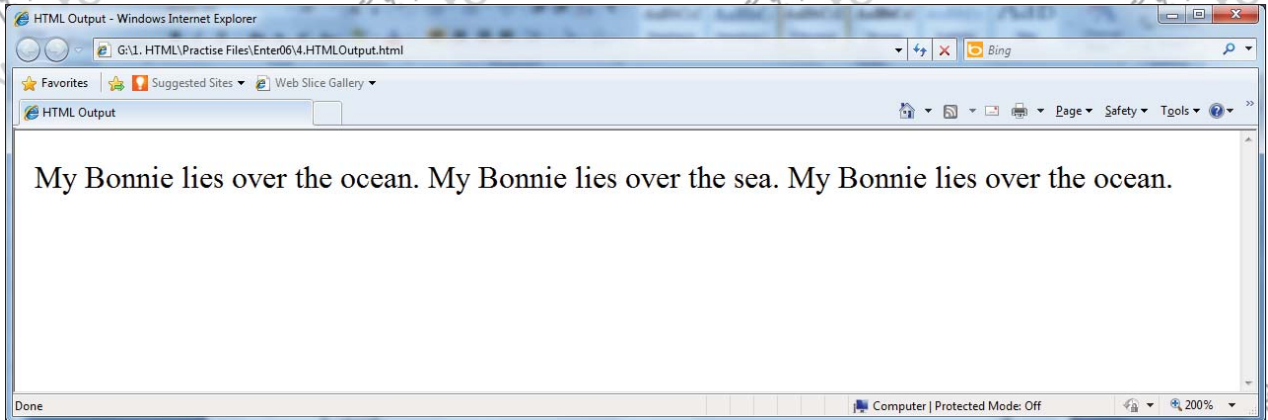 HTML Output - Windows Internet Explorer
G:\1. HTML\Practise Files\Enter06\4.HTMLOutput.html
Bing
Favorites Suggested Sites Web Slice Gallery
HTML Output
Page Safety Tools
My Bonnie lies over the ocean. My Bonnie lies over the sea. My Bonnie lies over the ocean.
Done
Computer | Protected Mode: Off
200%